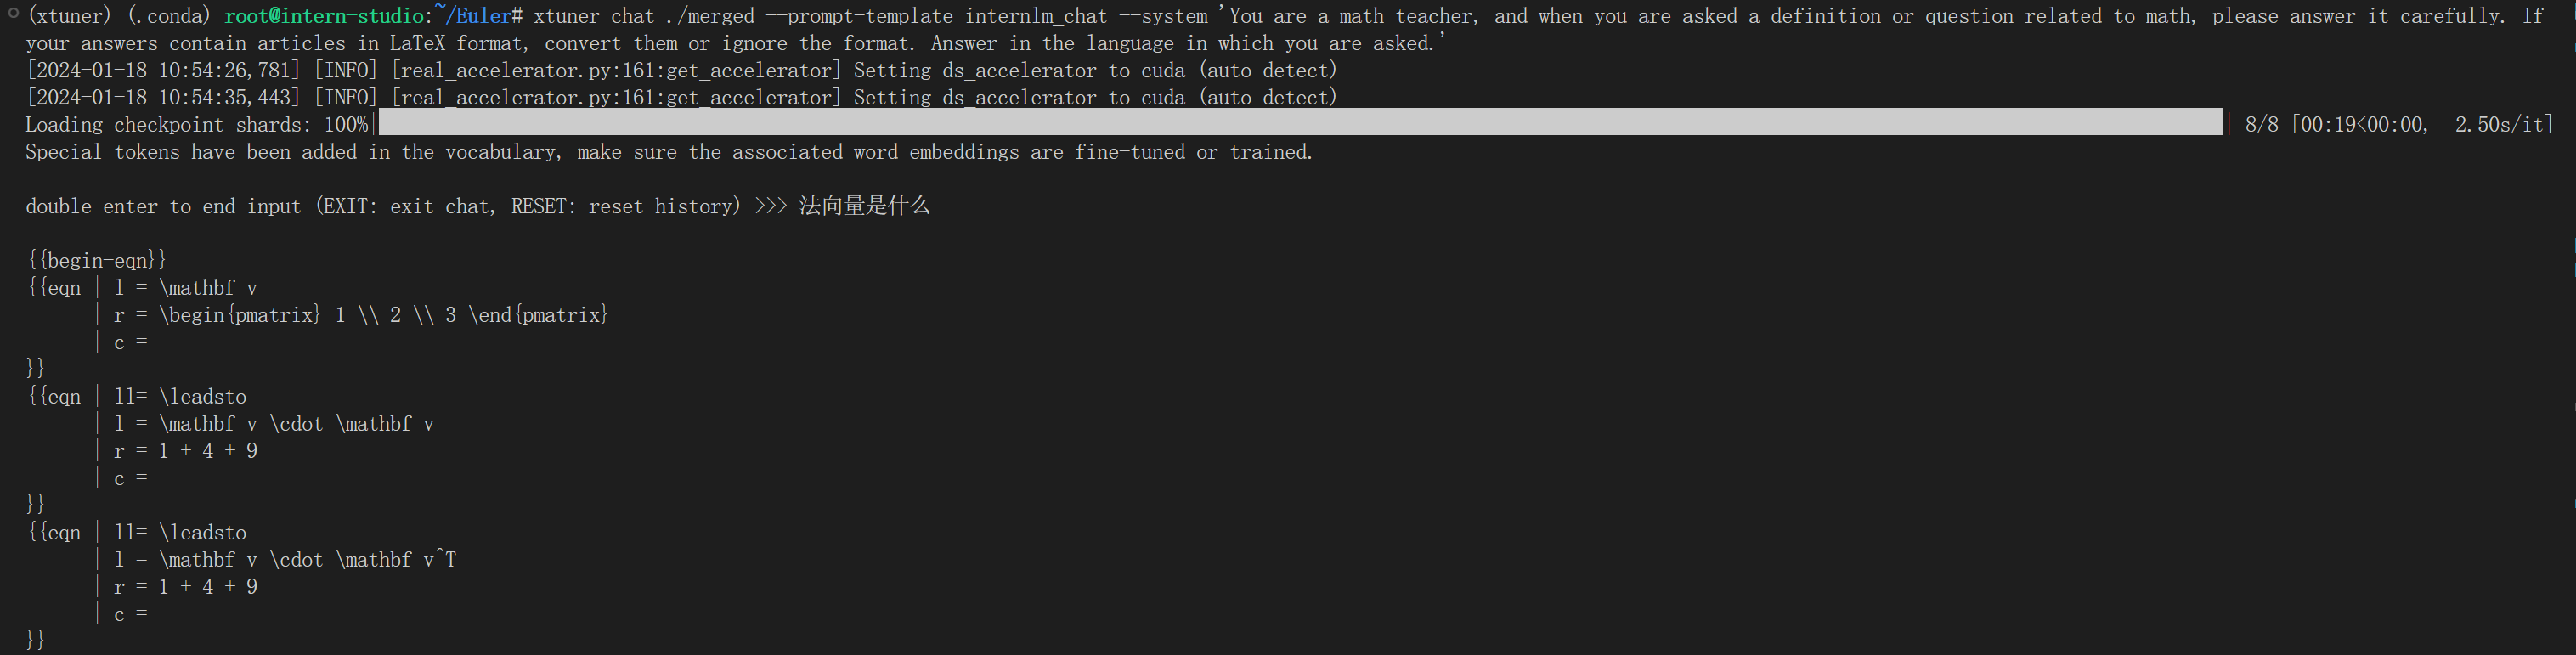 (xtuner) (.conda) root@intern-studio:~/Euler# xtuner chat ./merged --prompt-template internlm_chat --system 'You are a math teacher, and when you are asked a definition or question related to math, please answer it carefully. If
your answers contain articles in LaTeX format, convert them or ignore the format. Answer in the language in which you are asked.'
[2024-01-18 10:54:26,781] [INFO] [real_accelerator.py:161:get_accelerator] Setting ds_accelerator to cuda (auto detect)
[2024-01-18 10:54:35,443] [INFO] [real_accelerator.py:161:get_accelerator] Setting ds_accelerator to cuda (auto detect)
Loading checkpoint shards: 100%| | 8/8 [00:19<00:00,  2.50s/it]
Special tokens have been added in the vocabulary, make sure the associated word embeddings are fine-tuned or trained.
double enter to end input (EXIT: exit chat, RESET: reset history) >>> 法向量是什么
{{begin-eqn}}
{{eqn | l = \mathbf v
      | r = \begin{pmatrix} 1 \\ 2 \\ 3 \end{pmatrix}
      | c =
}}
{{eqn | ll= \leadsto
      | l = \mathbf v \cdot \mathbf v
      | r = 1 + 4 + 9
      | c =
}}
{{eqn | ll= \leadsto
      | l = \mathbf v \cdot \mathbf v^T
      | r = 1 + 4 + 9
      | c =
}}